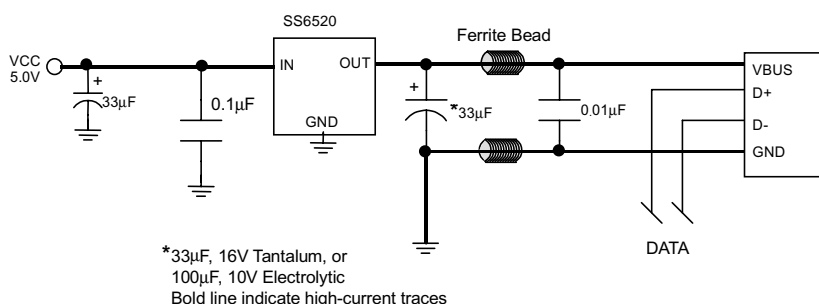 SS6520
Ferrite Bead
VCC
5.0V
+
33µF
0.1µF
IN
OUT
GND
+
*33µF
0.01µF
VBUS
D+
D-
GND
DATA
*33µF, 16V Tantalum, or
100µF, 10V Electrolytic
Bold line indicate high-current traces